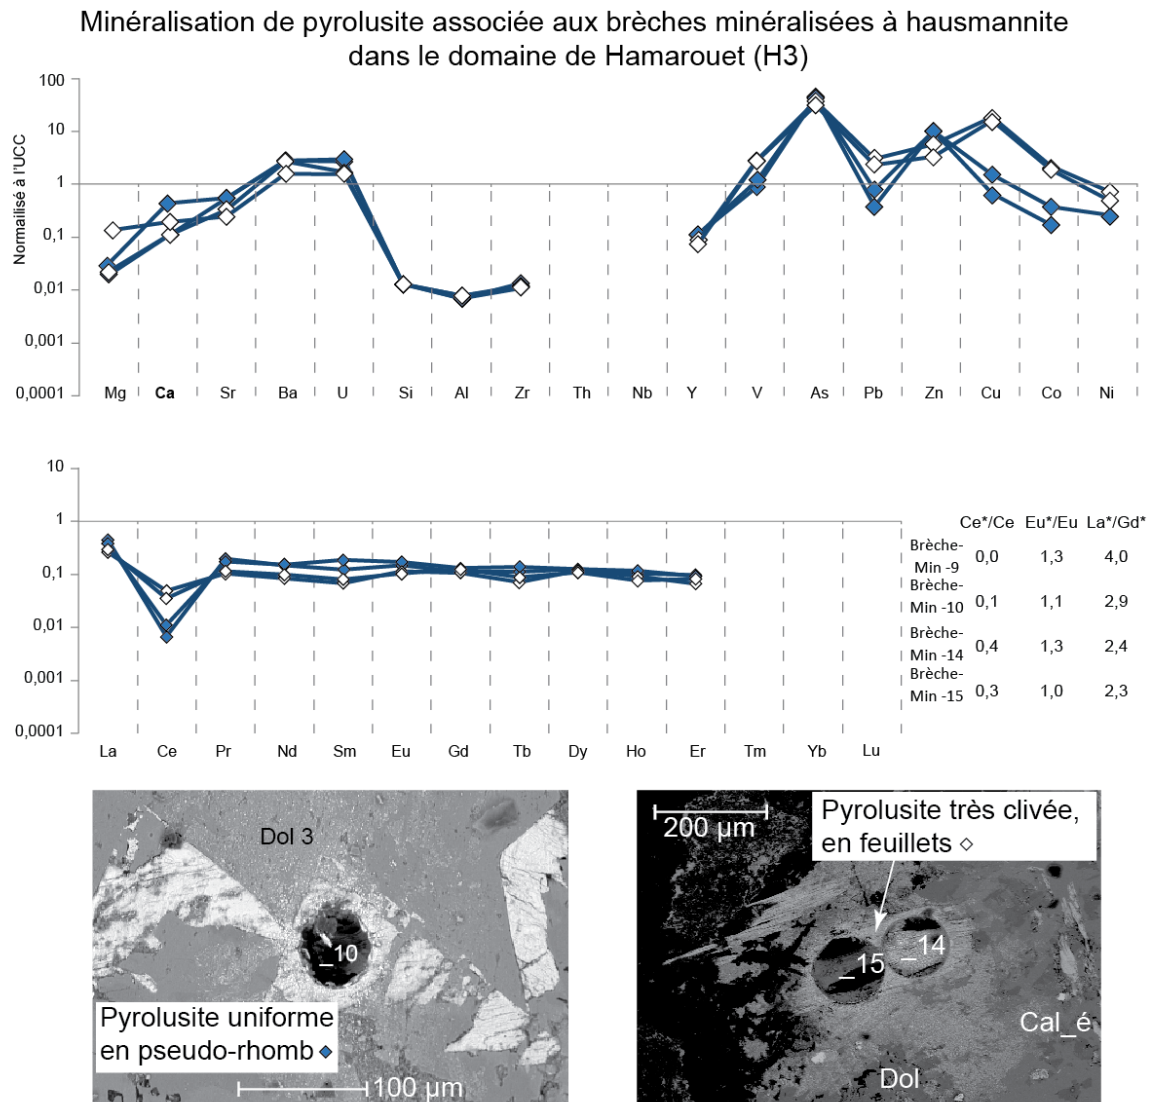 Minéralisation de pyrolusite associée aux brèches minéralisées à hausmannite
dans le domaine de Hamarouet (H3)
Normailisé à l'UCC
100
10
1
0,1
0,01
0,001
0,0001
Mg Ca Sr Ba U Si Al Zr Th Nb Y V As Pb Zn Cu Co Ni
10
1
0,1
0,01
0,001
0,0001
La Ce Pr Nd Sm Eu Gd Tb Dy Ho Er Tm Yb Lu
Ce*/Ce Eu*/Eu La*/Gd*
Brèche-
Min -9 0,0 1,3 4,0
Brèche-
Min -10 0,1 1,1 2,9
Brèche-
Min -14 0,4 1,3 2,4
Brèche-
Min -15 0,3 1,0 2,3
Dol 3
_10
Pyrolusite uniforme
en pseudo-rhomb
100 µm
200 µm
Pyrolusite très clivée,
en feuillets
_14
_15
Cal_é
Dol